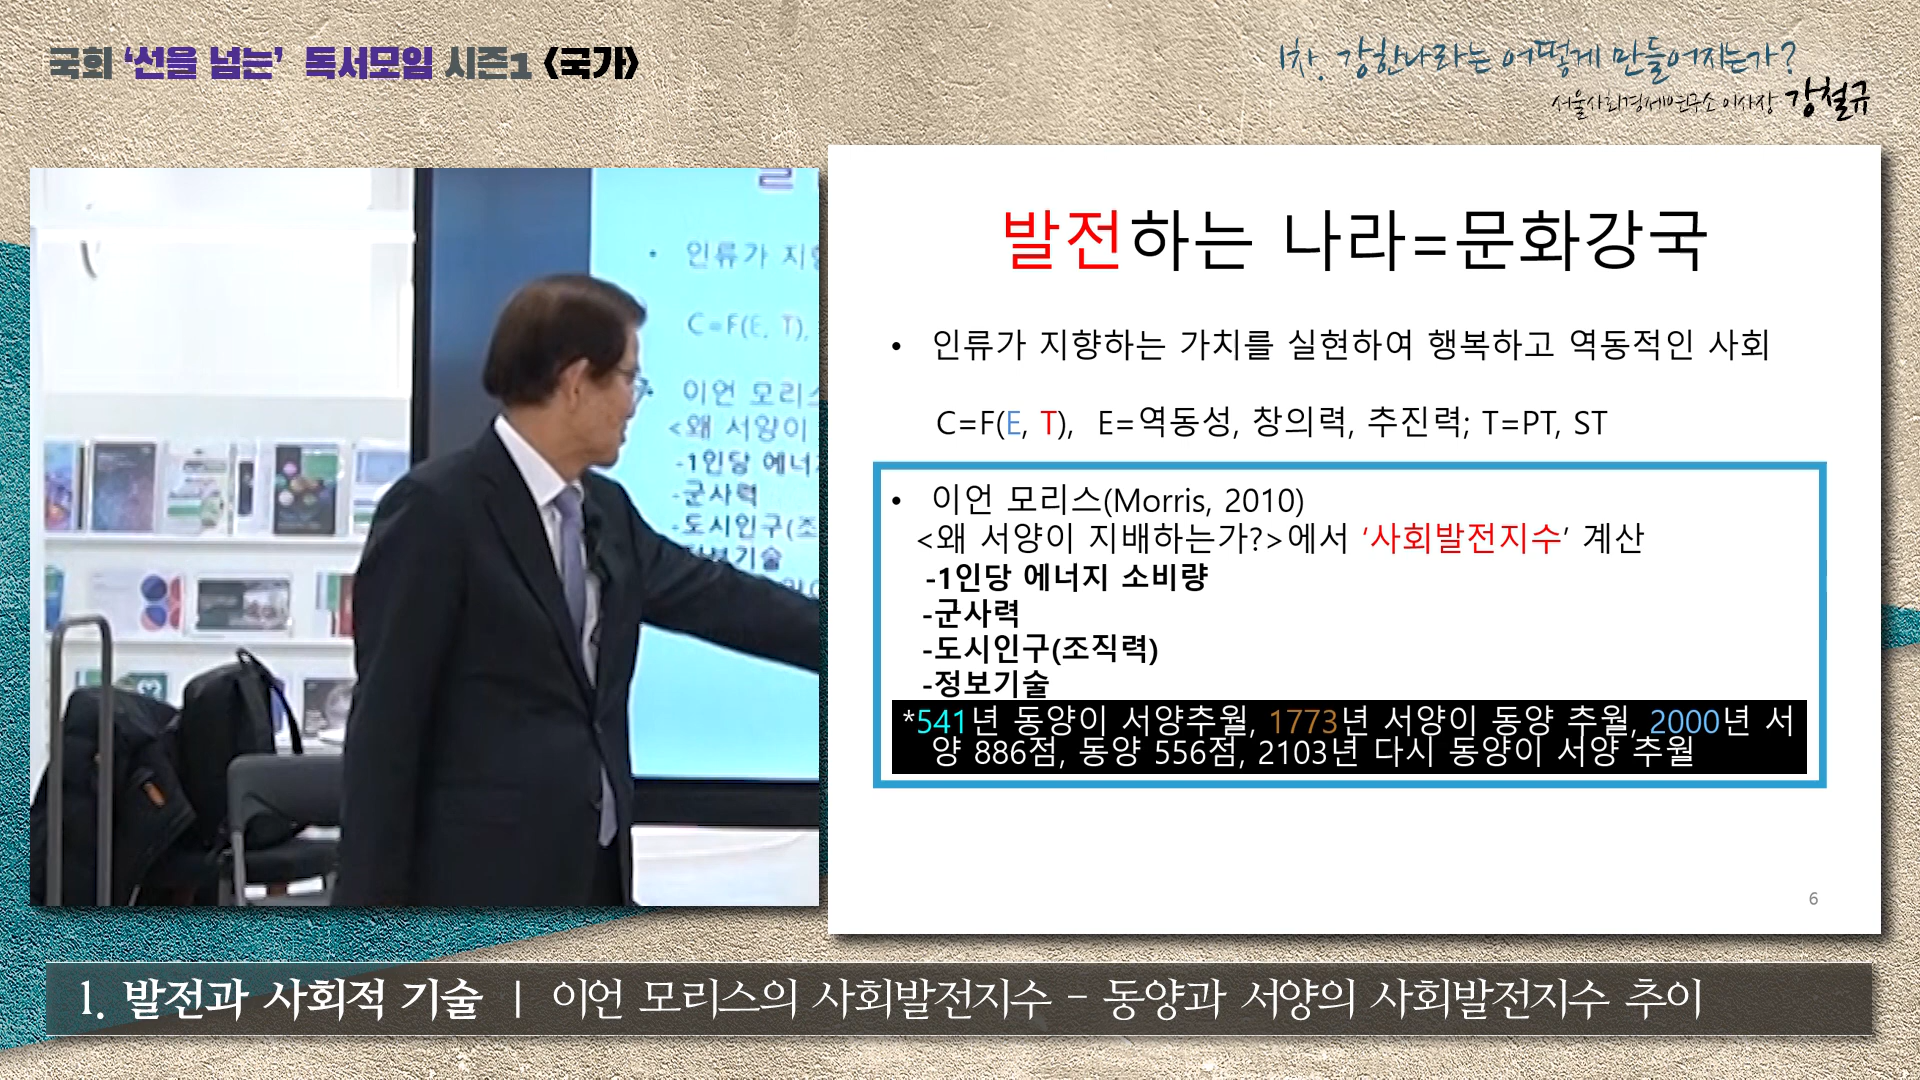 국회 ‘선을 넘는’ 독서모임 시즌1 〈국가〉
1차. 강한나라는 어떻게 만들어지는가?
서울사회경제연구소 이사장 강철규
발
• 인류가 지향
C=F(E, T),
이언 모리스
<왜 서양이
-1인당 에너지
-군사력
-도시인구(조
정보기술
발전하는 나라=문화강국
• 인류가 지향하는 가치를 실현하여 행복하고 역동적인 사회
C=F(E, T), E=역동성, 창의력, 추진력; T=PT, ST
• 이언 모리스(Morris, 2010)
<왜 서양이 지배하는가?>에서 ‘사회발전지수’ 계산
-1인당 에너지 소비량
-군사력
-도시인구(조직력)
-정보기술
*541년 동양이 서양추월, 1773년 서양이 동양 추월, 2000년 서
양 886점, 동양 556점, 2103년 다시 동양이 서양 추월
6
1. 발전과 사회적 기술 | 이언 모리스의 사회발전지수 - 동양과 서양의 사회발전지수 추이